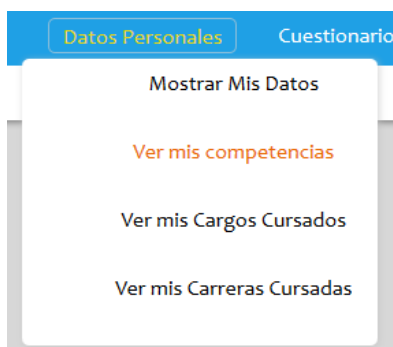 Datos Personales Cuestionario
Mostrar Mis Datos
Ver mis competencias
Ver mis Cargos Cursados
Ver mis Carreras Cursadas